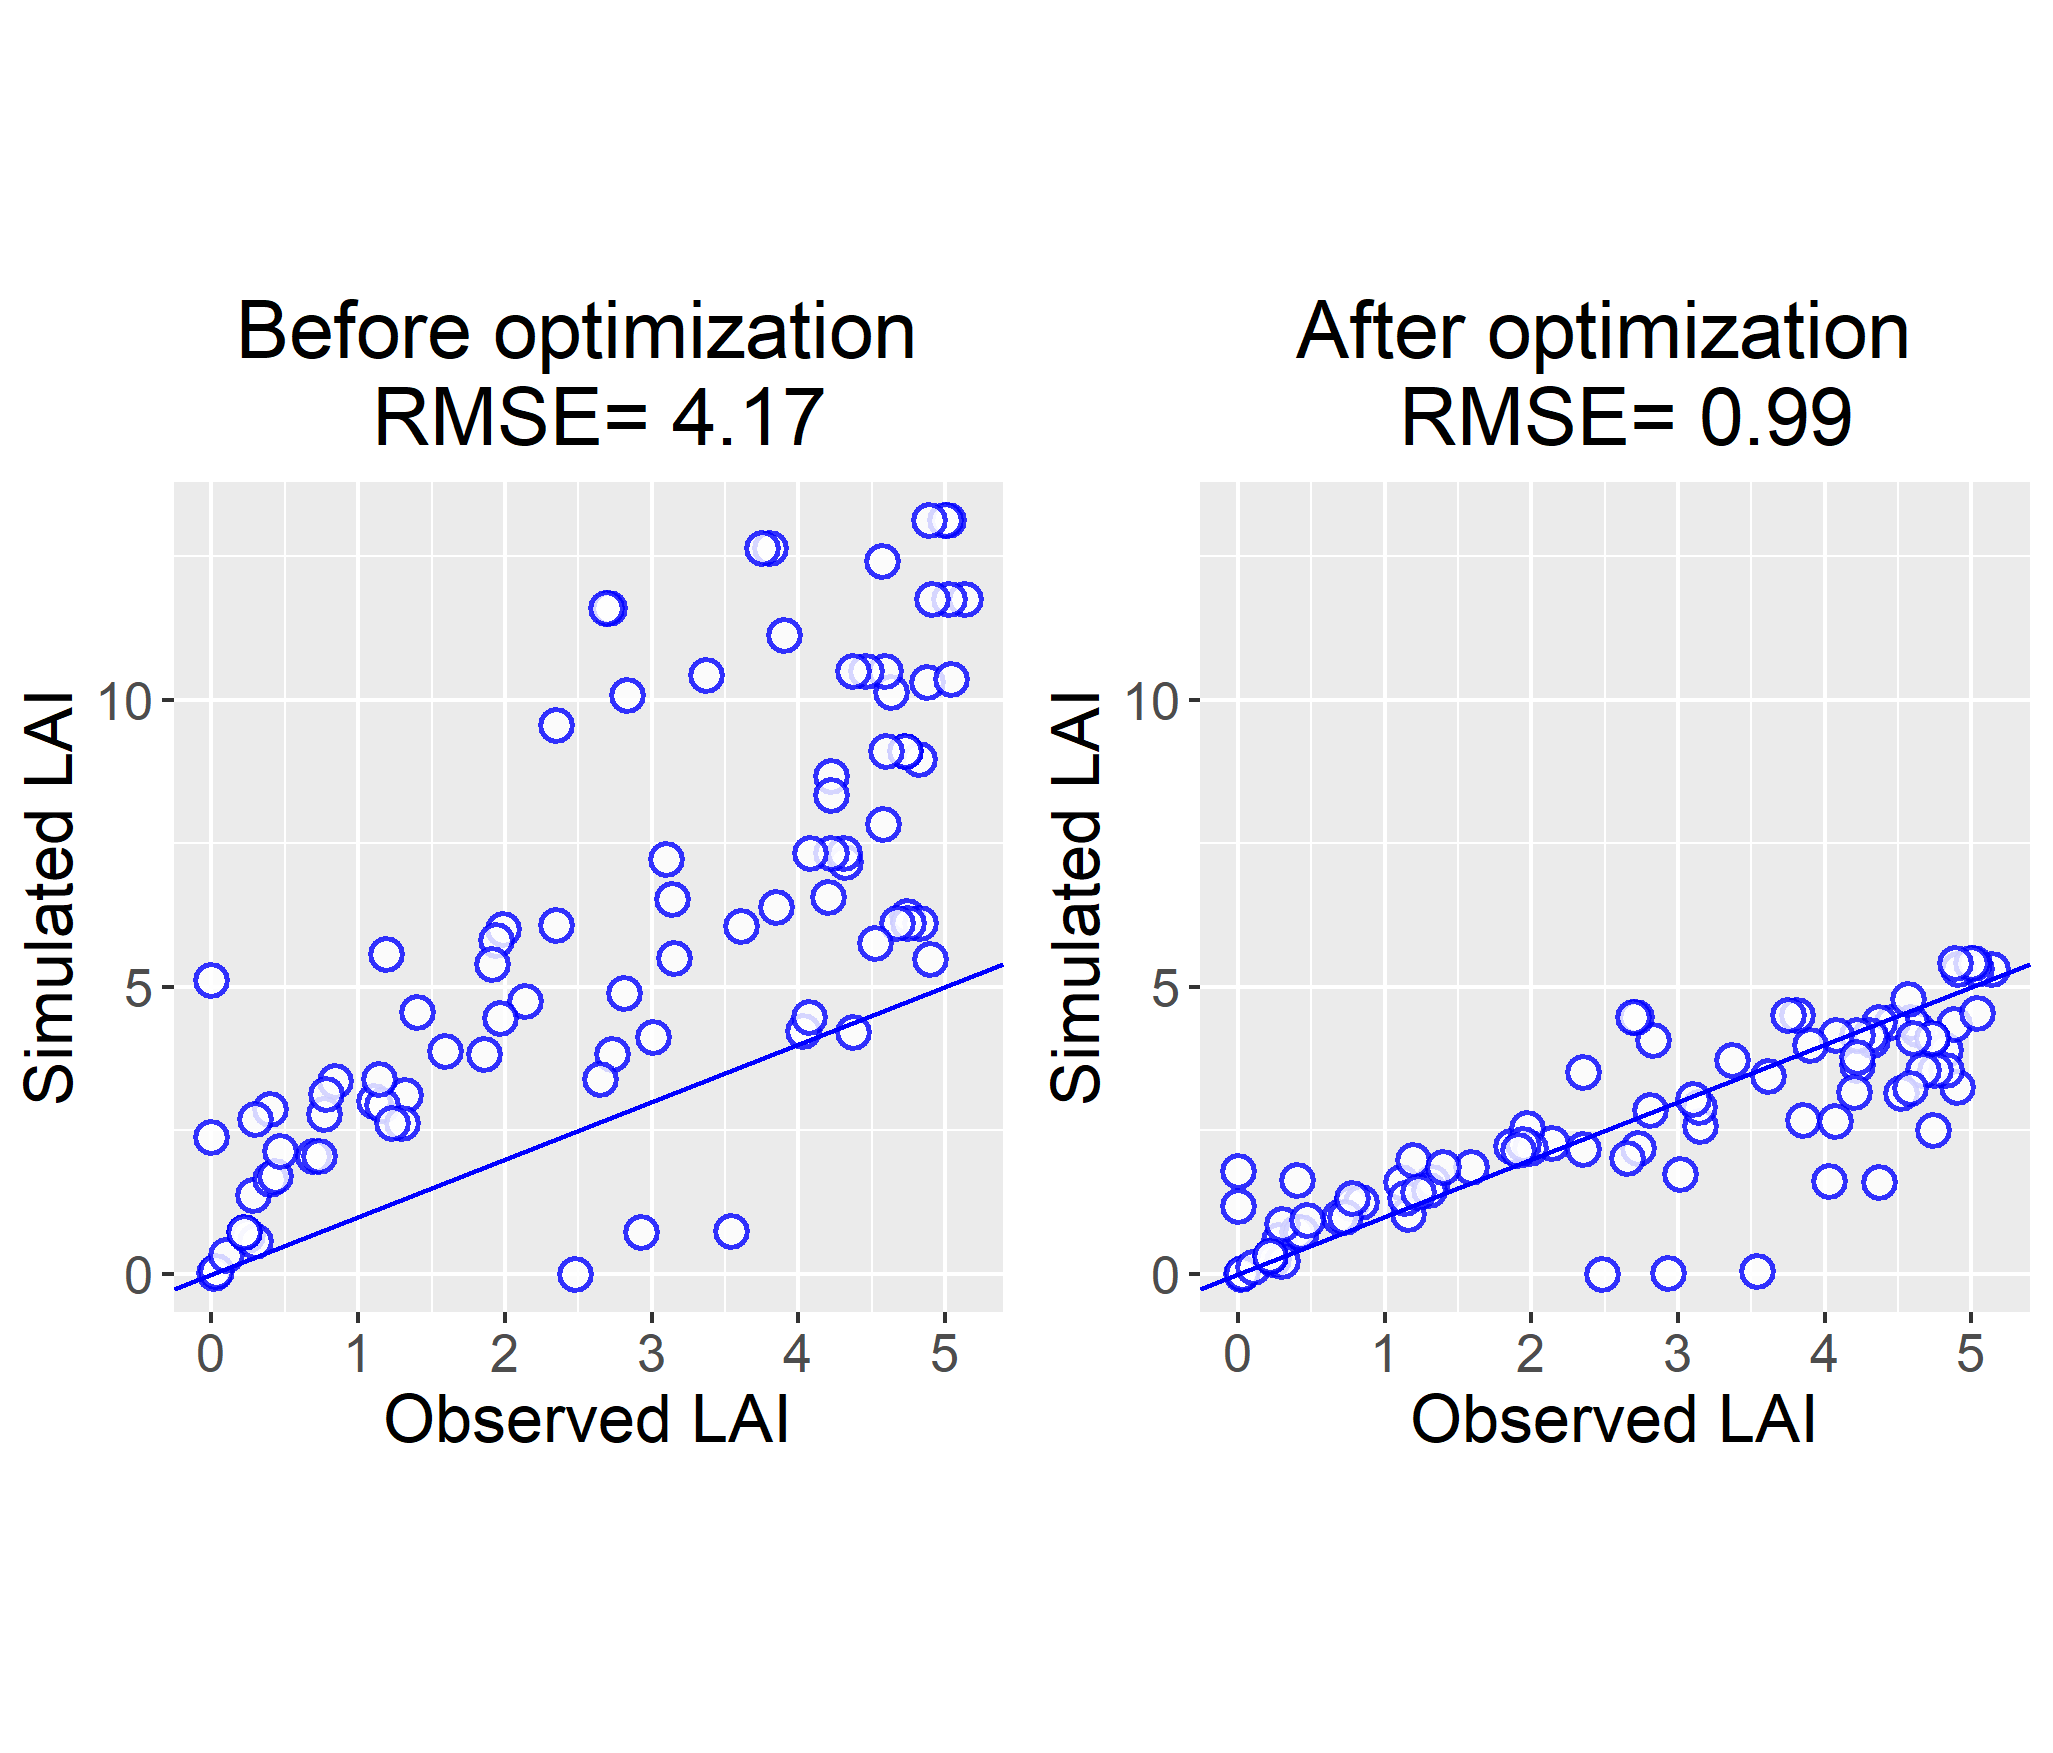 Before optimization
RMSE= 4.17
Simulated LAI
10
5
0
0 1 2 3 4 5
Observed LAI
After optimization
RMSE= 0.99
Simulated LAI
10
5
0
0 1 2 3 4 5
Observed LAI